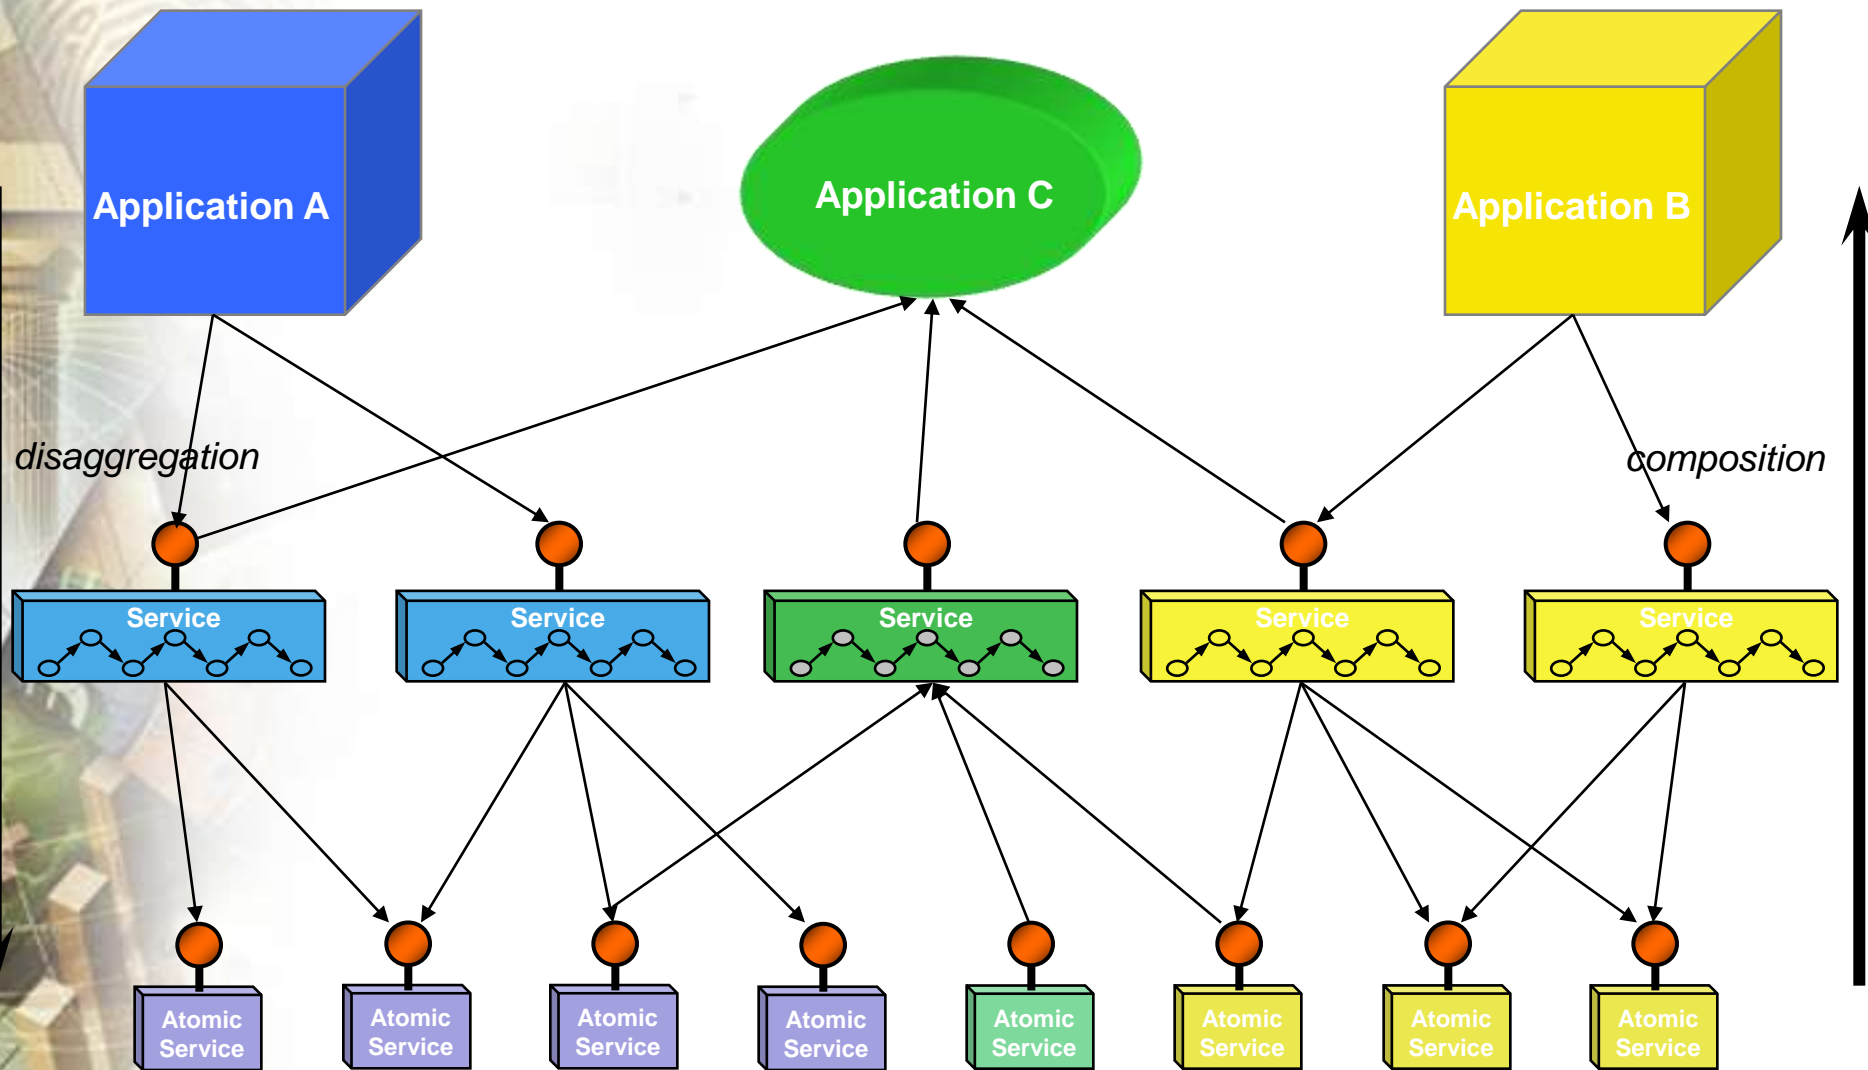 Application A
Application C
Application B
disaggregation
composition
Service
Service
Service
Service
Service
Atomic
Service
Atomic
Service
Atomic
Service
Atomic
Service
Atomic
Service
Atomic
Service
Atomic
Service
Atomic
Service